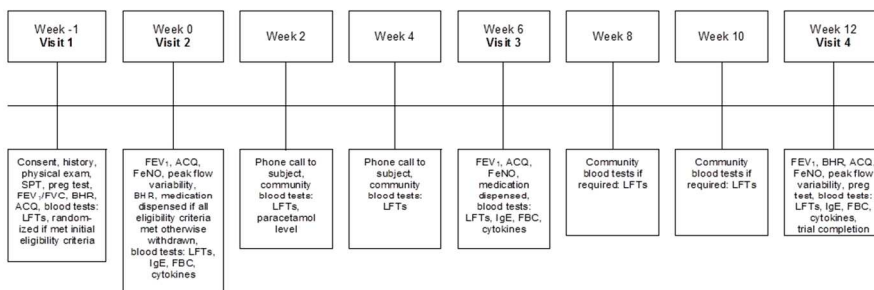 Week -1
Visit 1
Week 0
Visit 2
Week 2
Week 4
Week 6
Visit 3
Week 8
Week 10
Week 12
Visit 4
Consent, history,
physical exam,
SPT, preg test,
FEV₁/FVC, BHR,
ACQ, blood tests:
LFTs, random-
ized if met initial
eligibility criteria
FEV₁, ACQ,
FeNO, peak flow
variability,
BHR, medication
dispensed if all
eligibility criteria
met otherwise
withdrawn,
blood tests: LFTs,
IgE, FBC,
cytokines
Phone call to
subject,
community
blood tests:
LFTs,
paracetamol
level
Phone call to
subject,
community
blood tests:
LFTs
FEV₁, ACQ,
FeNO,
medication
dispensed,
blood tests:
LFTs, IgE, FBC,
cytokines
Community
blood tests if
required: LFTs
Community
blood tests if
required: LFTs
FEV₁, BHR, ACQ,
FeNO, peak flow
variability, preg
test, blood tests:
LFTs, IgE, FBC,
cytokines,
trial completion